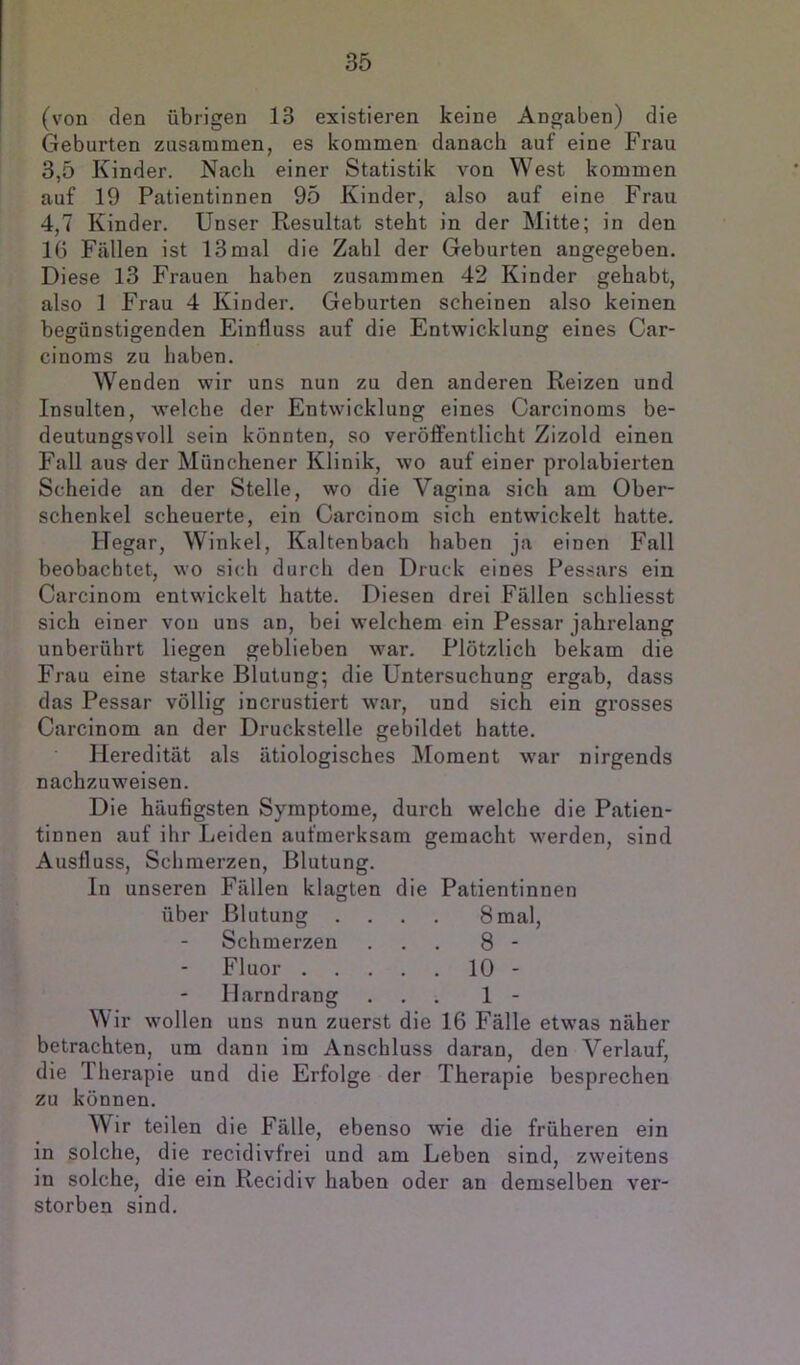 35
(von den übrigen 13 existieren keine Angaben) die
Geburten zusammen, es kommen danach auf eine Frau
3,5 Kinder. Nach einer Statistik von West kommen
auf 19 Patientinnen 95 Kinder, also auf eine Frau
4,7 Kinder. Unser Resultat steht in der Mitte; in den
16 Fällen ist 13mal die Zahl der Geburten angegeben.
Diese 13 Frauen haben zusammen 42 Kinder gehabt,
also 1 Frau 4 Kinder. Geburten scheinen also keinen
begünstigenden Einfluss auf die Entwicklung eines Car-
cinoms zu haben.
Wenden wir uns nun zu den anderen Reizen und
Insulten, welche der Entwicklung eines Carcinoms be-
deutungsvoll sein könnten, so veröffentlicht Zizold einen
Fall aus der Münchener Klinik, wo auf einer prolabierten
Scheide an der Stelle, wo die Vagina sich am Ober-
schenkel scheuerte, ein Carcinom sich entwickelt hatte.
Hegar, Winkel, Kaltenbach haben ja einen Fall
beobachtet, wo sich durch den Druck eines Pessars ein
Carcinom entwickelt hatte. Diesen drei Fällen schliesst
sich einer von uns an, bei welchem ein Pessar jahrelang
unberührt liegen geblieben war. Plötzlich bekam die
Frau eine starke Blutung; die Untersuchung ergab, dass
das Pessar völlig incrustiert war, und sich ein grosses
Carcinom an der Druckstelle gebildet hatte.
Heredität als ätiologisches Moment war nirgends
nachzuweisen.
Die häufigsten Symptome, durch welche die Patien-
tinnen auf ihr Leiden aufmerksam gemacht werden, sind
Ausfluss, Schmerzen, Blutung.
In unseren Fällen klagten die Patientinnen
über Blutung . . . . 8mal,
- Schmerzen . . . 8 -
- Fluor . . . . . 10 -
- Harndrang . . . 1 -
Wir wollen uns nun zuerst die 16 Fälle etwas näher
betrachten, um dann im Anschluss daran, den Verlauf,
die Therapie und die Erfolge der Therapie besprechen
zu können.
Wir teilen die Fälle, ebenso wie die früheren ein
in solche, die recidivfrei und am Leben sind, zweitens
in solche, die ein Recidiv haben oder an demselben ver-
storben sind.